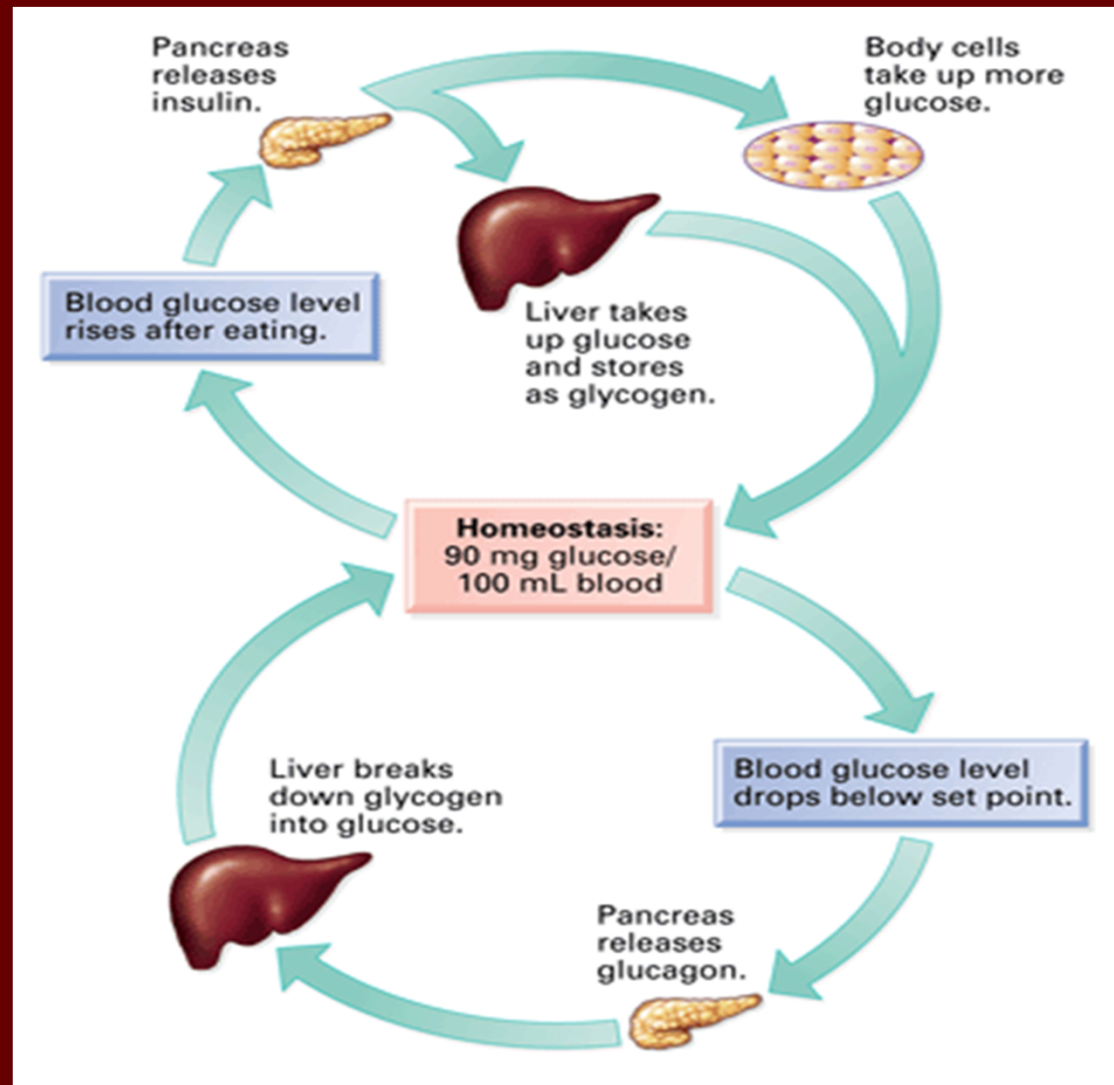 Pancreas
releases
insulin.
Body cells
take up more
glucose.
Blood glucose level
rises after eating.
Liver takes
up glucose
and stores
as glycogen.
Homeostasis:
90 mg glucose/
100 mL blood
Blood glucose level
drops below set point.
Liver breaks
down glycogen
into glucose.
Pancreas
releases
glucagon.